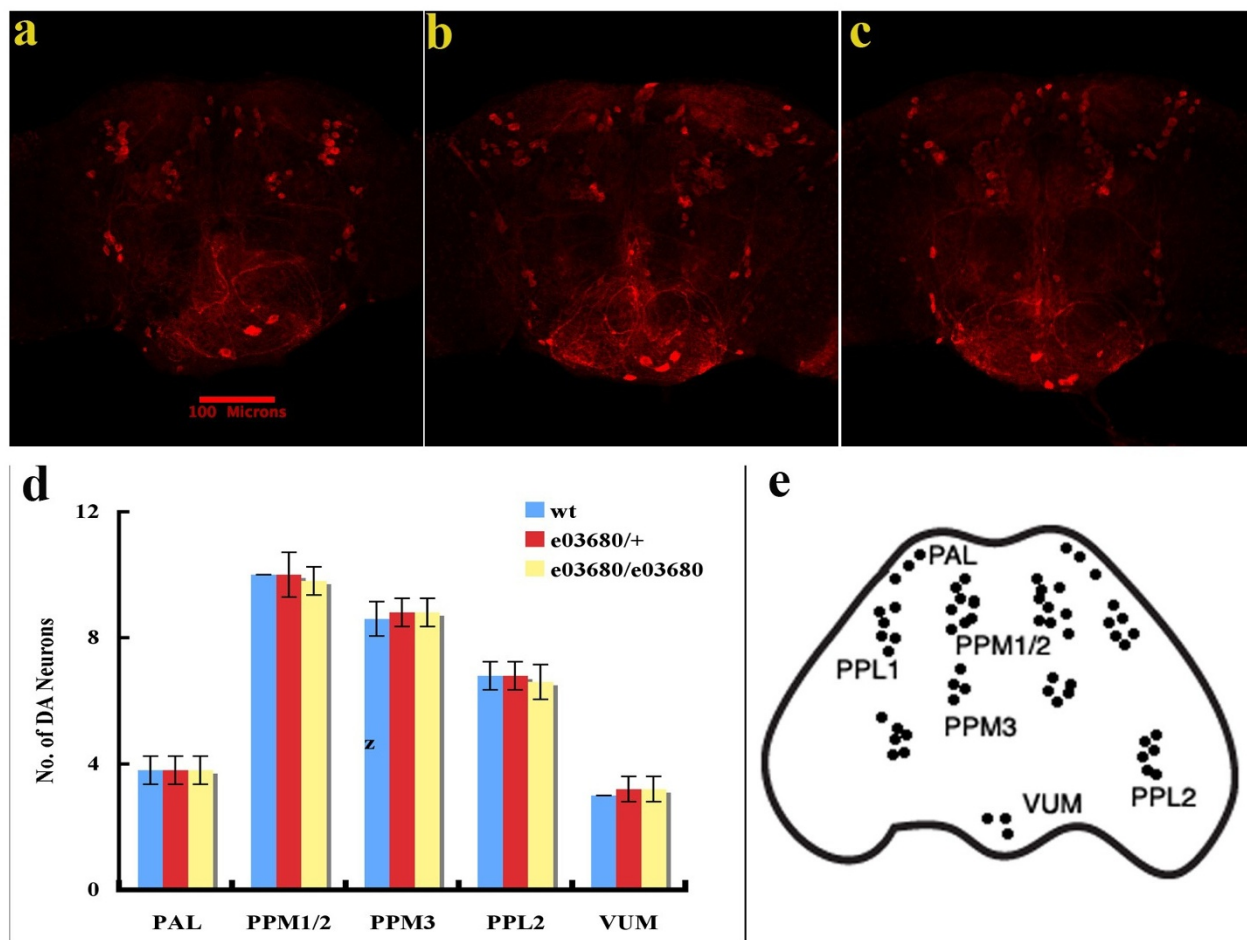 a
b
c
100 Microns
d
12
8
4
0
No. of DA Neurons
wt
e03680/+
e03680/e03680
z
PAL
PPM1/2
PPM3
PPL2
VUM
e
PAL
PPM1/2
PPL1
PPM3
VUM
PPL2